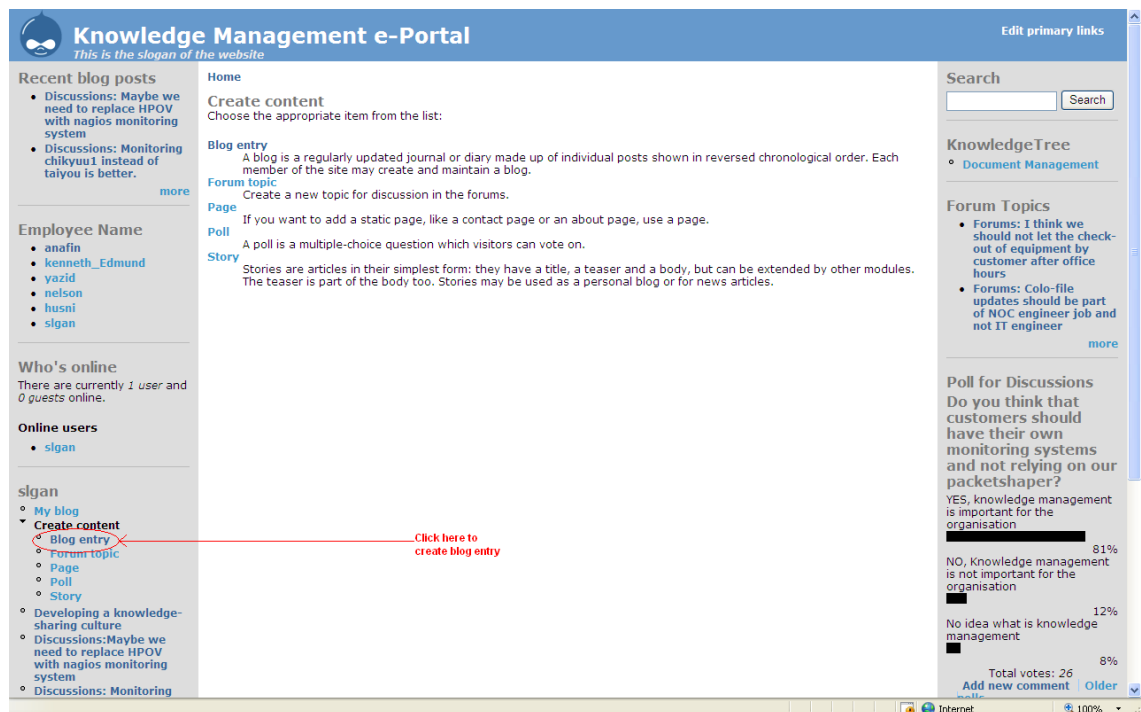 Knowledge Management e-Portal
This is the slogan of the website
Edit primary links
Recent blog posts
Discussions: Maybe we
need to replace HPOV
with nagios monitoring
system
Discussions: Monitoring
chikyuu1 instead of
taiyou is better.
more
Employee Name
anafin
kenneth_Edmund
yazid
nelson
husni
slgan
Who's online
There are currently 1 user and
0 guests online.
Online users
slgan
slgan
My blog
Create content
Blog entry
Forum topic
Page
Poll
Story
Developing a knowledge-
sharing culture
Discussions:Maybe we
need to replace HPOV
with nagios monitoring
system
Discussions: Monitoring
Home
Create content
Choose the appropriate item from the list:
Blog entry
A blog is a regularly updated journal or diary made up of individual posts shown in reversed chronological order. Each
member of the site may create and maintain a blog.
Forum topic
Create a new topic for discussion in the forums.
Page
If you want to add a static page, like a contact page or an about page, use a page.
Poll
A poll is a multiple-choice question which visitors can vote on.
Story
Stories are articles in their simplest form: they have a title, a teaser and a body, but can be extended by other modules.
The teaser is part of the body too. Stories may be used as a personal blog or for news articles.
Click here to
create blog entry
Search
Search
KnowledgeTree
Document Management
Forum Topics
Forums: I think we
should not let the check-
out of equipment by
customer after office
hours
Forums: Colo-file
updates should be part
of NOC engineer job and
not IT engineer
more
Poll for Discussions
Do you think that
customers should
have their own
monitoring systems
and not relying on our
packetshaper?
YES, knowledge management
is important for the
organisation
81%
NO, Knowledge management
is not important for the
organisation
12%
No idea what is knowledge
management
8%
Total votes: 26
Add new comment Older
polls
Internet 100%